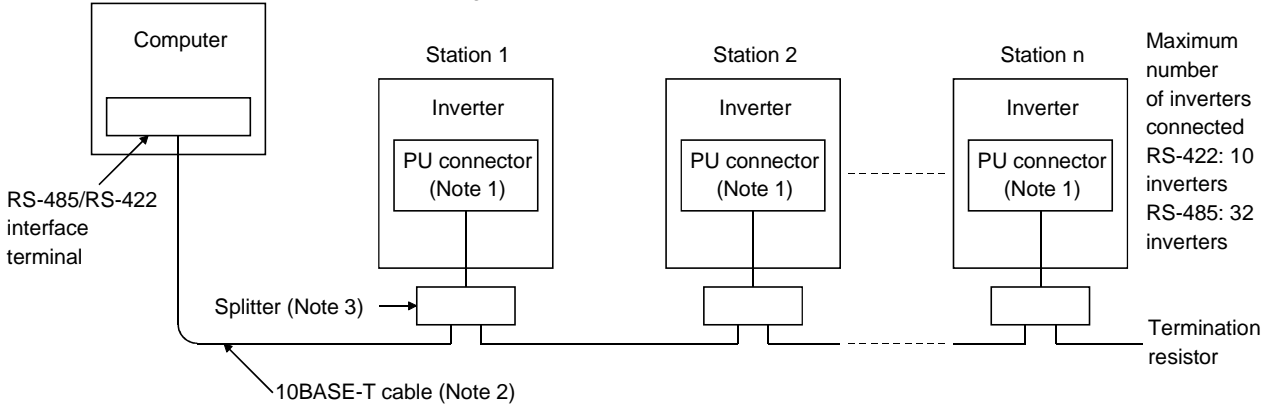 Computer
Station 1
Station 2
Station n
Maximum
number
of inverters
connected
RS-422: 10
inverters
RS-485: 32
inverters
Inverter
Inverter
Inverter
PU connector
(Note 1)
PU connector
(Note 1)
PU connector
(Note 1)
RS-485/RS-422
interface
terminal
Splitter (Note 3)
Termination
resistor
10BASE-T cable (Note 2)